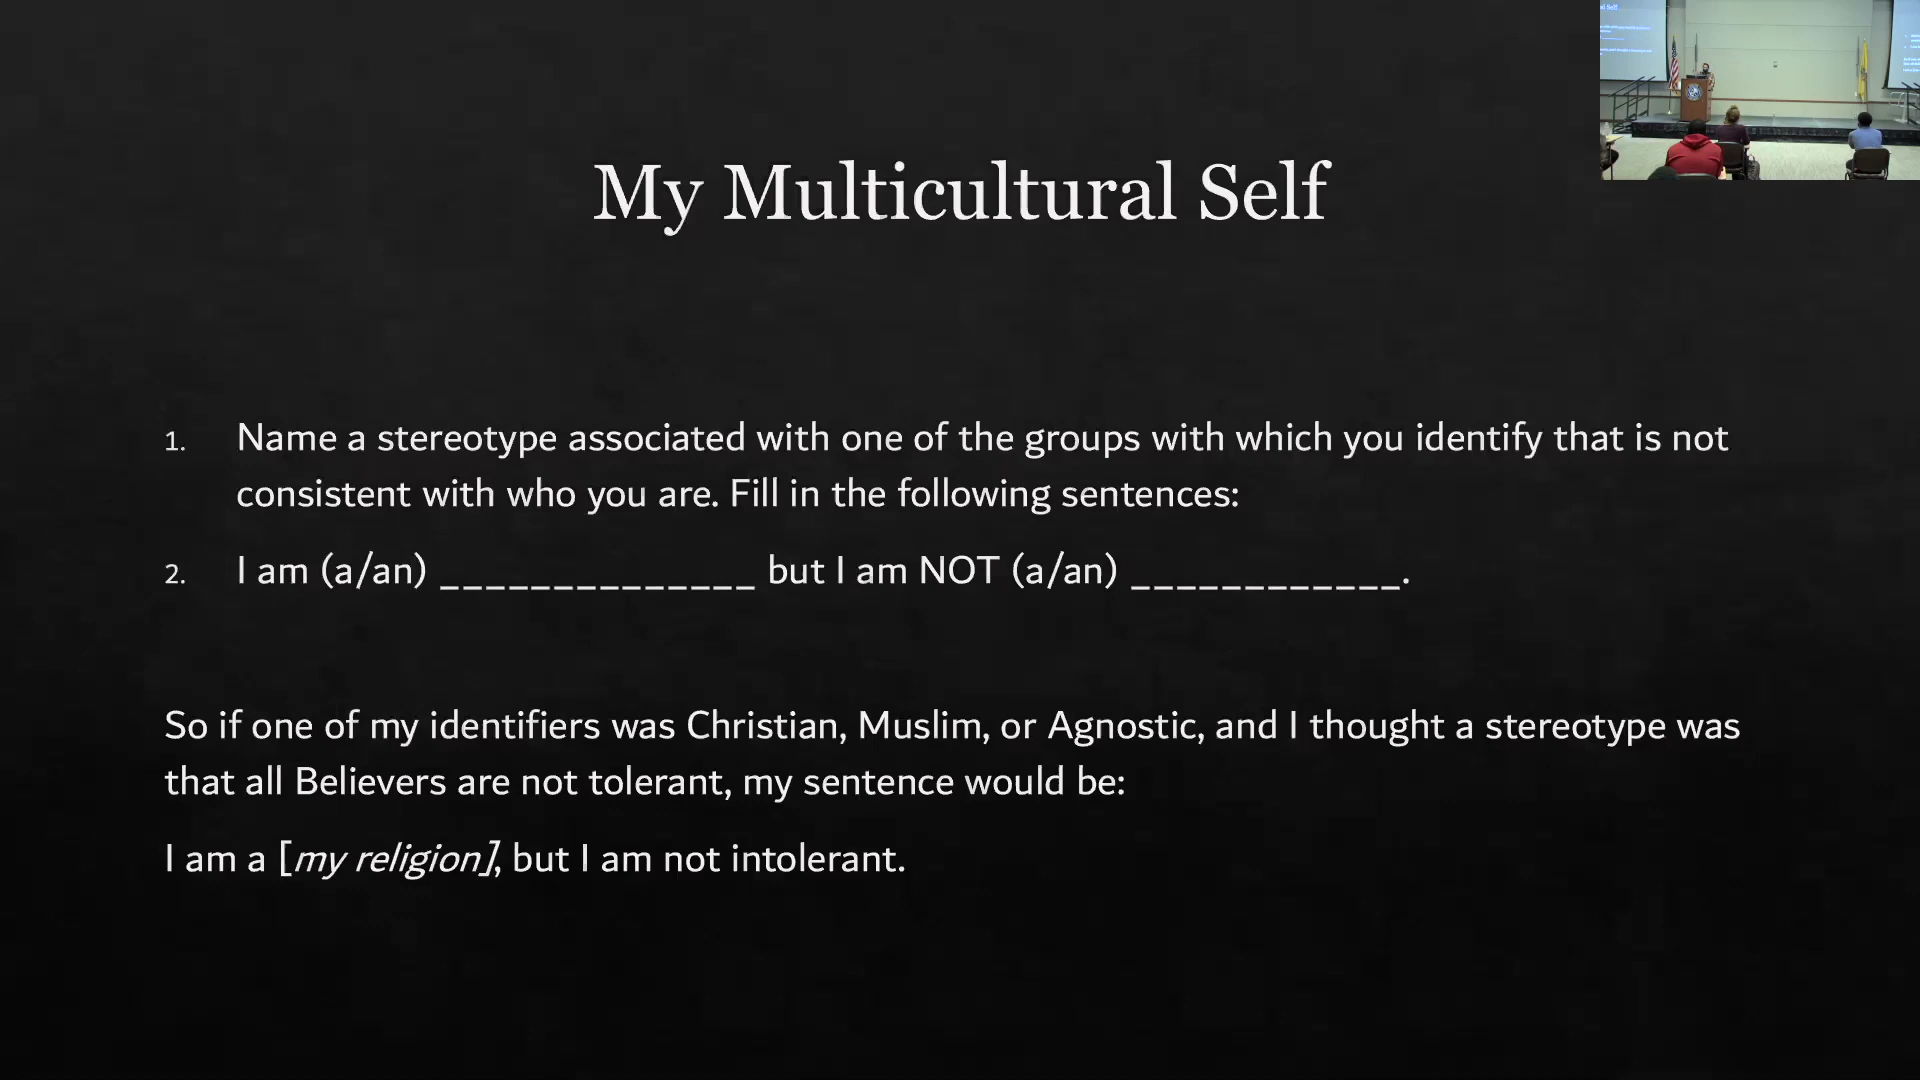 My Multicultural Self
1. Name a stereotype associated with one of the groups with which you identify that is not
consistent with who you are. Fill in the following sentences:
2. I am (a/an) ______________ but I am NOT (a/an) ____________.
So if one of my identifiers was Christian, Muslim, or Agnostic, and I thought a stereotype was
that all Believers are not tolerant, my sentence would be:
I am a [my religion], but I am not intolerant.